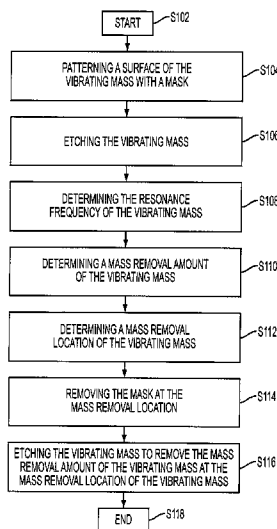 START
S102
PATTERNING A SURFACE OF THE
VIBRATING MASS WITH A MASK
S104
ETCHING THE VIBRATING MASS
S106
DETERMINING THE RESONANCE
FREQUENCY OF THE VIBRATING MASS
S108
DETERMINING A MASS REMOVAL AMOUNT
OF THE VIBRATING MASS
S110
DETERMINING A MASS REMOVAL
LOCATION OF THE VIBRATING MASS
S112
REMOVING THE MASK AT THE
MASS REMOVAL LOCATION
S114
ETCHING THE VIBRATING MASS TO REMOVE THE MASS
REMOVAL AMOUNT OF THE VIBRATING MASS AT THE
MASS REMOVAL LOCATION OF THE VIBRATING MASS
S116
END
S118